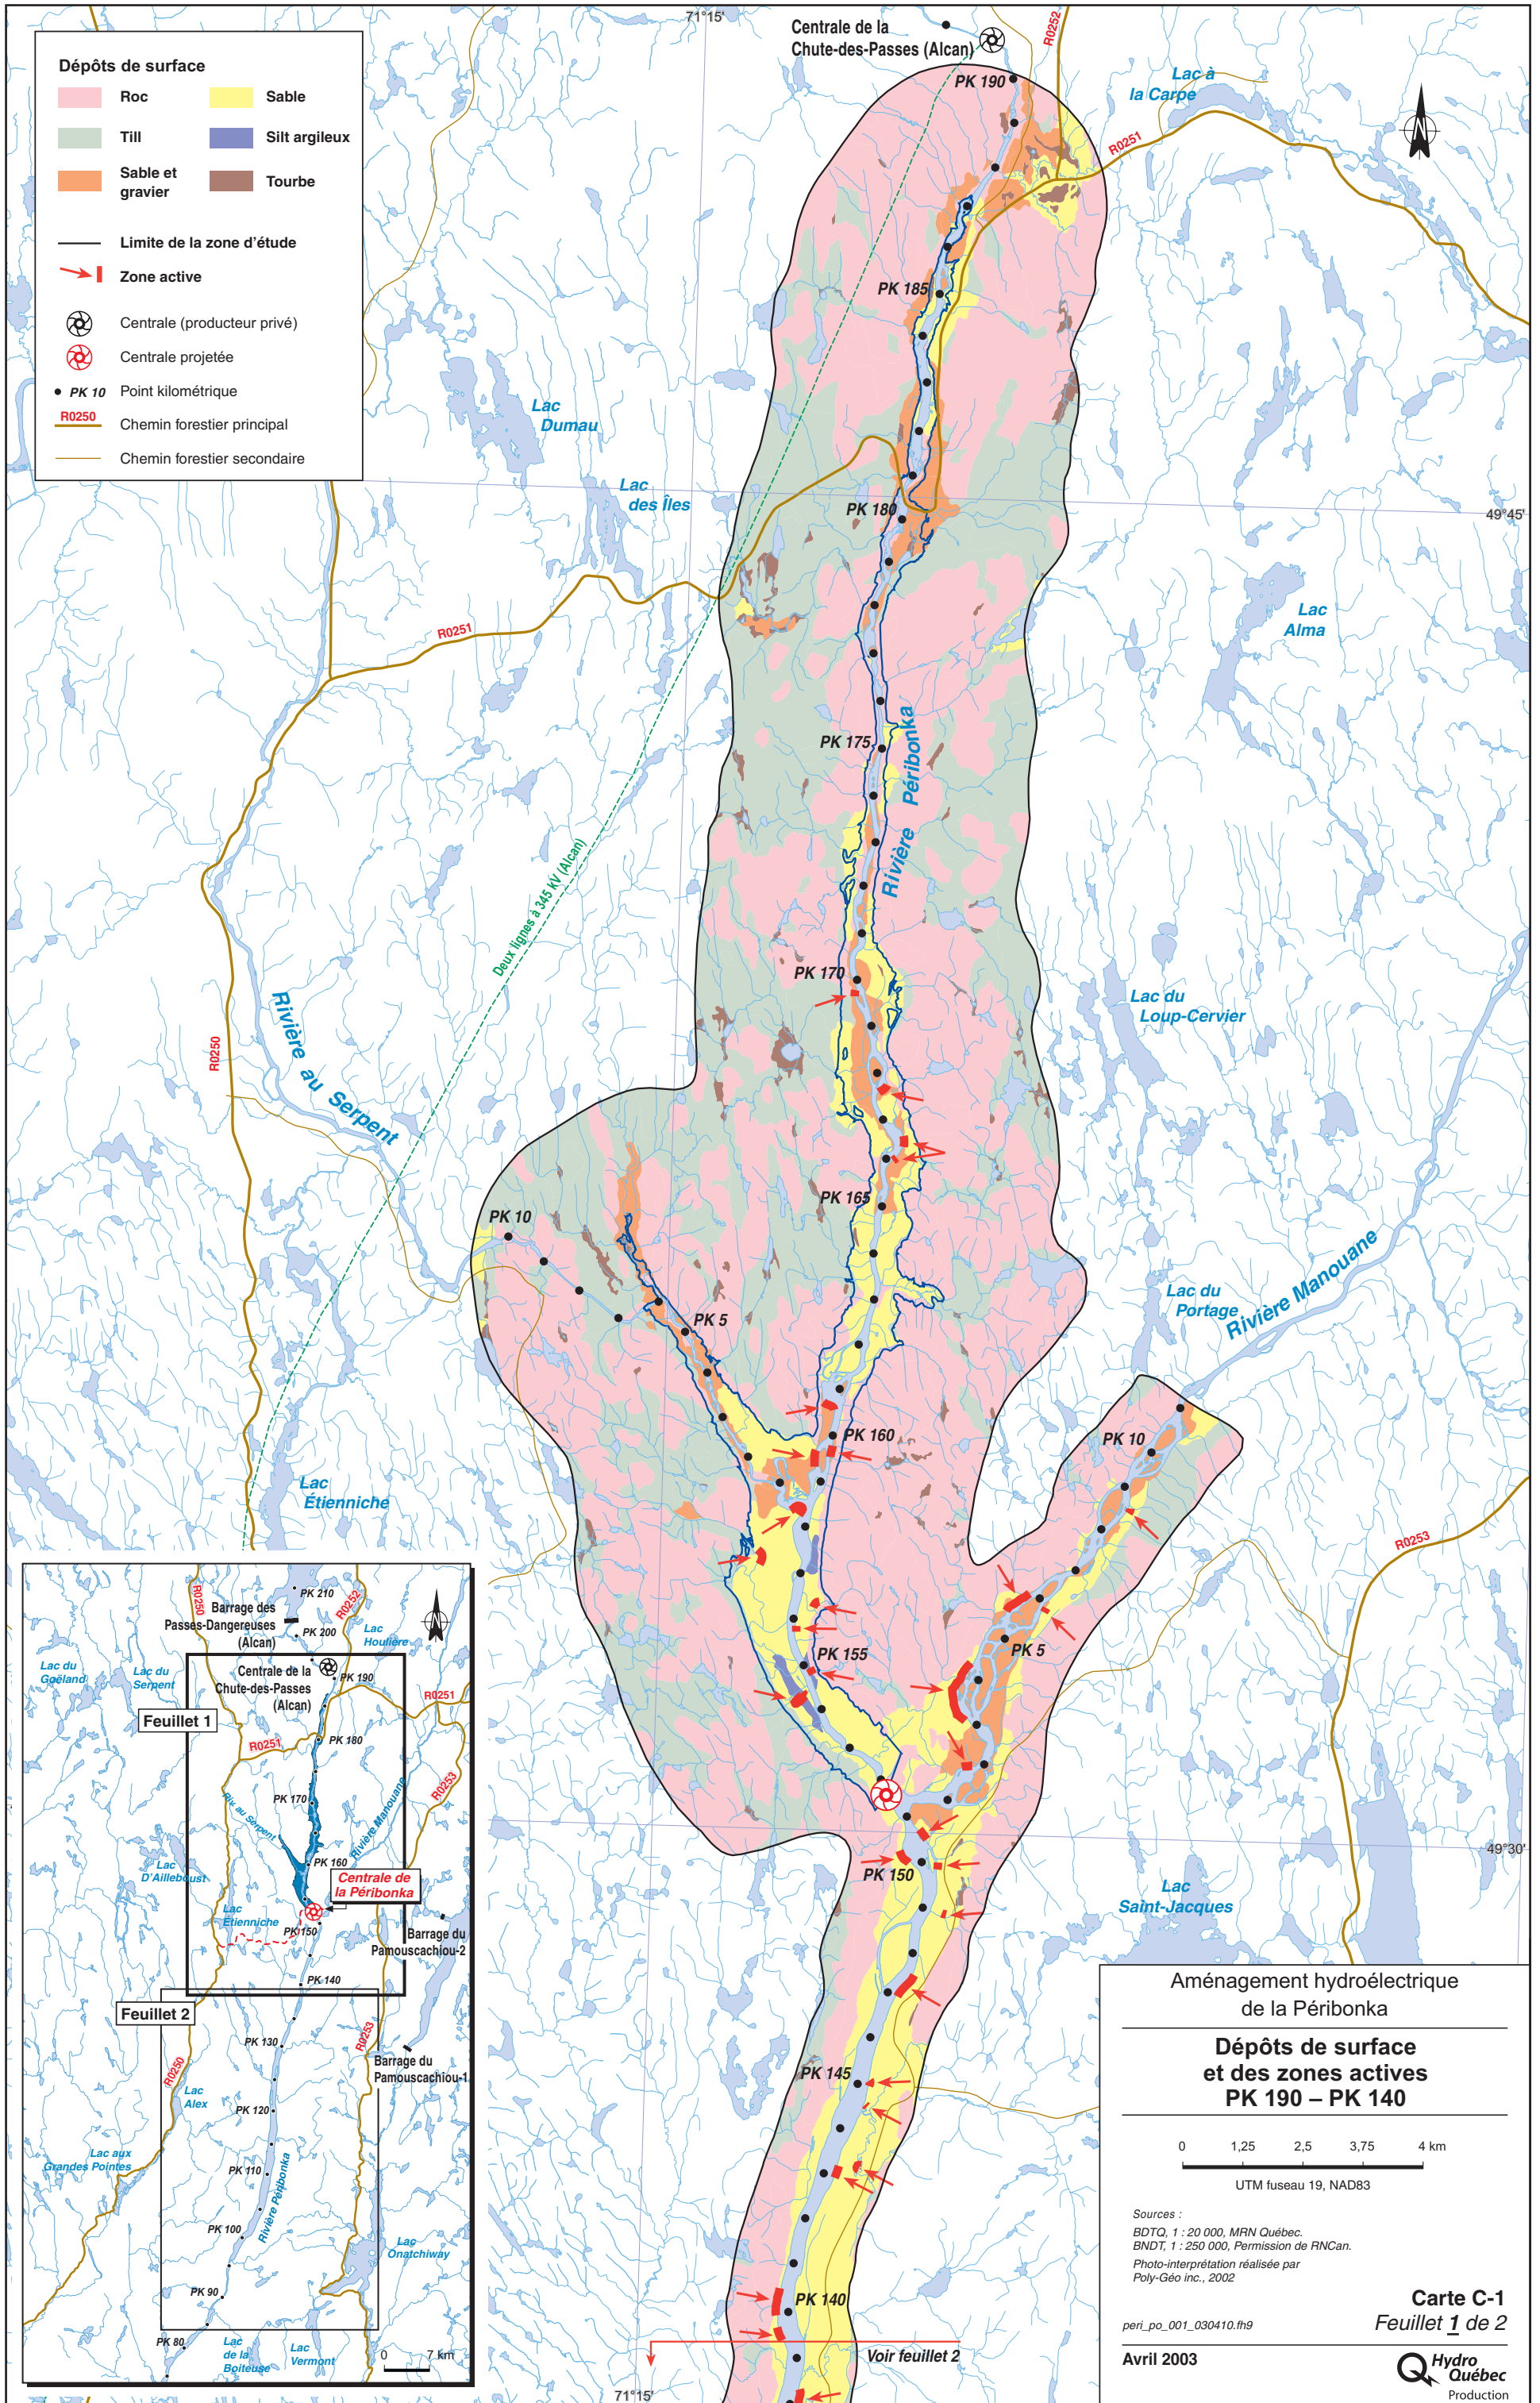 Dépôts de surface
Roc
Sable
Till
Silt argileux
Sable et
gravier
Tourbe
Limite de la zone d'étude
Zone active
Centrale (producteur privé)
Centrale projetée
PK 10 Point kilométrique
R0250
Chemin forestier principal
Chemin forestier secondaire
71°15'
Centrale de la
Chute-des-Passes (Alcan)
R0252
PK 190
Lac à
la Carpe
R0251
PK 185
Lac
Dumau
Lac
des Îles
PK 180
49°45'
Lac
Alma
R0251
PK 175
Rivière Péribonka
Deux lignes à 345 kV (Alcan)
PK 170
Lac du
Loup-Cervier
R0250
Rivière au Serpent
PK 165
PK 10
PK 5
Lac du
Portage
Rivière Manouane
PK 160
PK 10
Lac
Étienniche
R0253
PK 5
PK 155
PK 150
49°30'
Lac
Saint-Jacques
PK 145
PK 140
Voir feuillet 2
71°15'
PK 210
R0250
R0252
Barrage des
Passes-Dangereuses
(Alcan)
PK 200
Lac
Houlière
Lac du
Goéland
Lac du
Serpent
Centrale de la
Chute-des-Passes
(Alcan)
PK 190
R0251
Feuillet 1
PK 180
R0251
R0253
PK 170
Riv. au Serpent
Rivière Manouane
PK 160
Lac
D'Ailleboust
Centrale de
la Péribonka
Lac
Étienniche
PK 150
Barrage du
Pamouscachiou-2
PK 140
Feuillet 2
PK 130
R0253
R0250
Barrage du
Pamouscachiou-1
Lac
Alex
PK 120
Lac aux
Grandes Pointes
PK 110
Rivière Péribonka
PK 100
Lac
Onatchiway
PK 90
PK 80
Lac
de la
Boiteuse
Lac
Vermont
0 7 km
Aménagement hydroélectrique
de la Péribonka
Dépôts de surface
et des zones actives
PK 190 – PK 140
0 1,25 2,5 3,75 4 km
UTM fuseau 19, NAD83
Sources :
BDTQ, 1 : 20 000, MRN Québec.
BNDT, 1 : 250 000, Permission de RNCan.
Photo-interprétation réalisée par
Poly-Géo inc., 2002
Carte C-1
peri_po_001_030410.fh9
Feuillet 1 de 2
Avril 2003
Hydro
Québec
Production